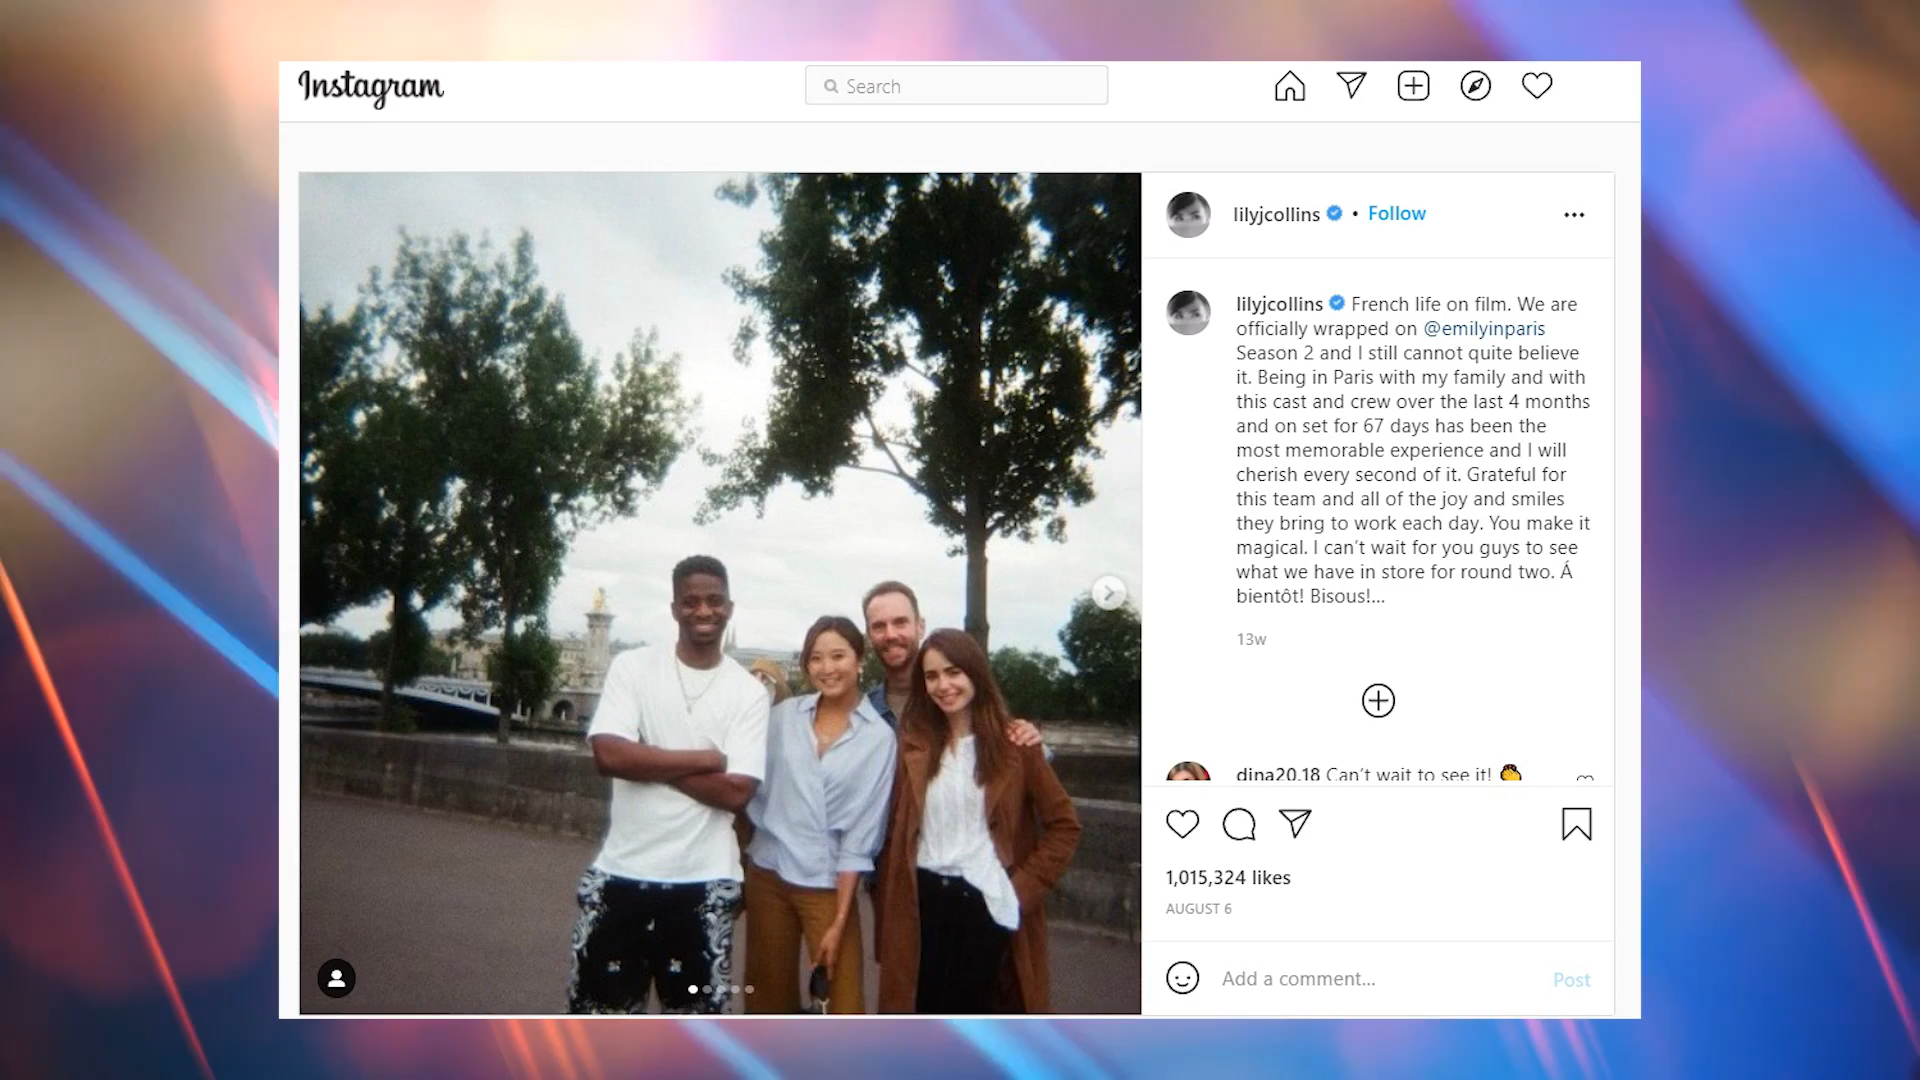 Instagram
Search
lilyjcollins • Follow
lilyjcollins French life on film. We are
officially wrapped on @emilyinparis
Season 2 and I still cannot quite believe
it. Being in Paris with my family and with
this cast and crew over the last 4 months
and on set for 67 days has been the
most memorable experience and I will
cherish every second of it. Grateful for
this team and all of the joy and smiles
they bring to work each day. You make it
magical. I can't wait for you guys to see
what we have in store for round two. Á
bientôt! Bisous!...
13w
dina20.18 Can't wait to see it!
1,015,324 likes
AUGUST 6
Add a comment...
Post